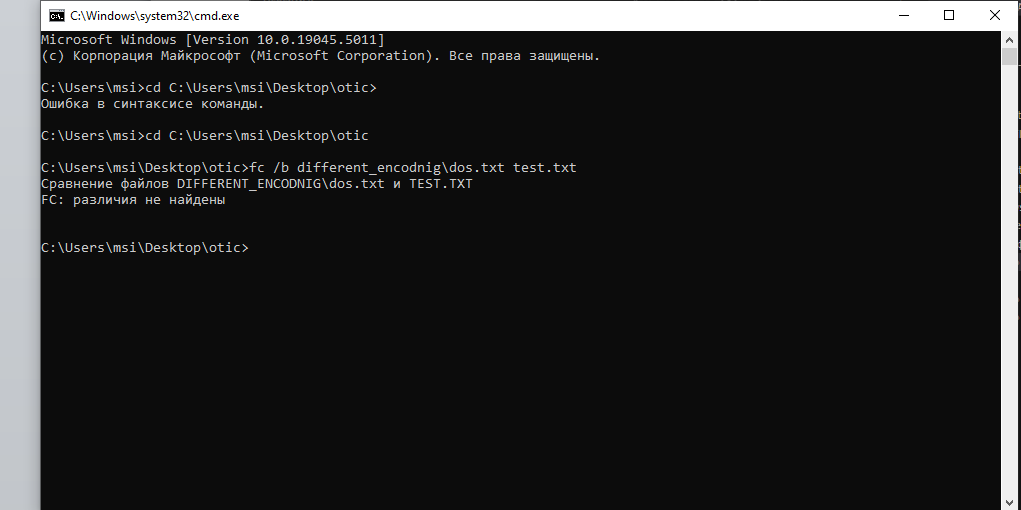 C:\Windows\system32\cmd.exe
Microsoft Windows [Version 10.0.19045.5011]
(c) Корпорация Майкрософт (Microsoft Corporation). Все права защищены.
C:\Users\msi>cd C:\Users\msi\Desktop\otic>
Ошибка в синтаксисе команды.
C:\Users\msi>cd C:\Users\msi\Desktop\otic
C:\Users\msi\Desktop\otic>fc /b different_encodnig\dos.txt test.txt
Сравнение файлов DIFFERENT_ENCODNIG\dos.txt и TEST.TXT
FC: различия не найдены
C:\Users\msi\Desktop\otic>